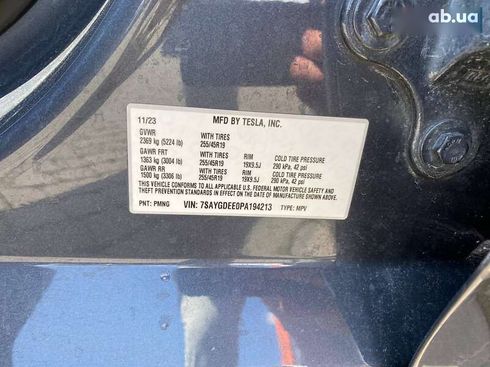 ab.ua
11/23 MFD BY TESLA, INC.
GVWR WITH TIRES
2369 kg (5224 lb) 255/45R19
GAWR FRT WITH TIRES RIM COLD TIRE PRESSURE
1363 kg (3004 lb) 255/45R19 19X9.5J 290 kPa, 42 psi
GAWR RR WITH TIRES RIM COLD TIRE PRESSURE
1500 kg (3306 lb) 255/45R19 19X9.5J 290 kPa, 42 psi
THIS VEHICLE CONFORMS TO ALL APPLICABLE U.S. FEDERAL MOTOR VEHICLE SAFETY AND
THEFT PREVENTION STANDARDS IN EFFECT ON THE DATE OF MANUFACTURE SHOWN ABOVE.
PNT: PMNG VIN: 7SAYGDEE0PA194213 TYPE: MPV